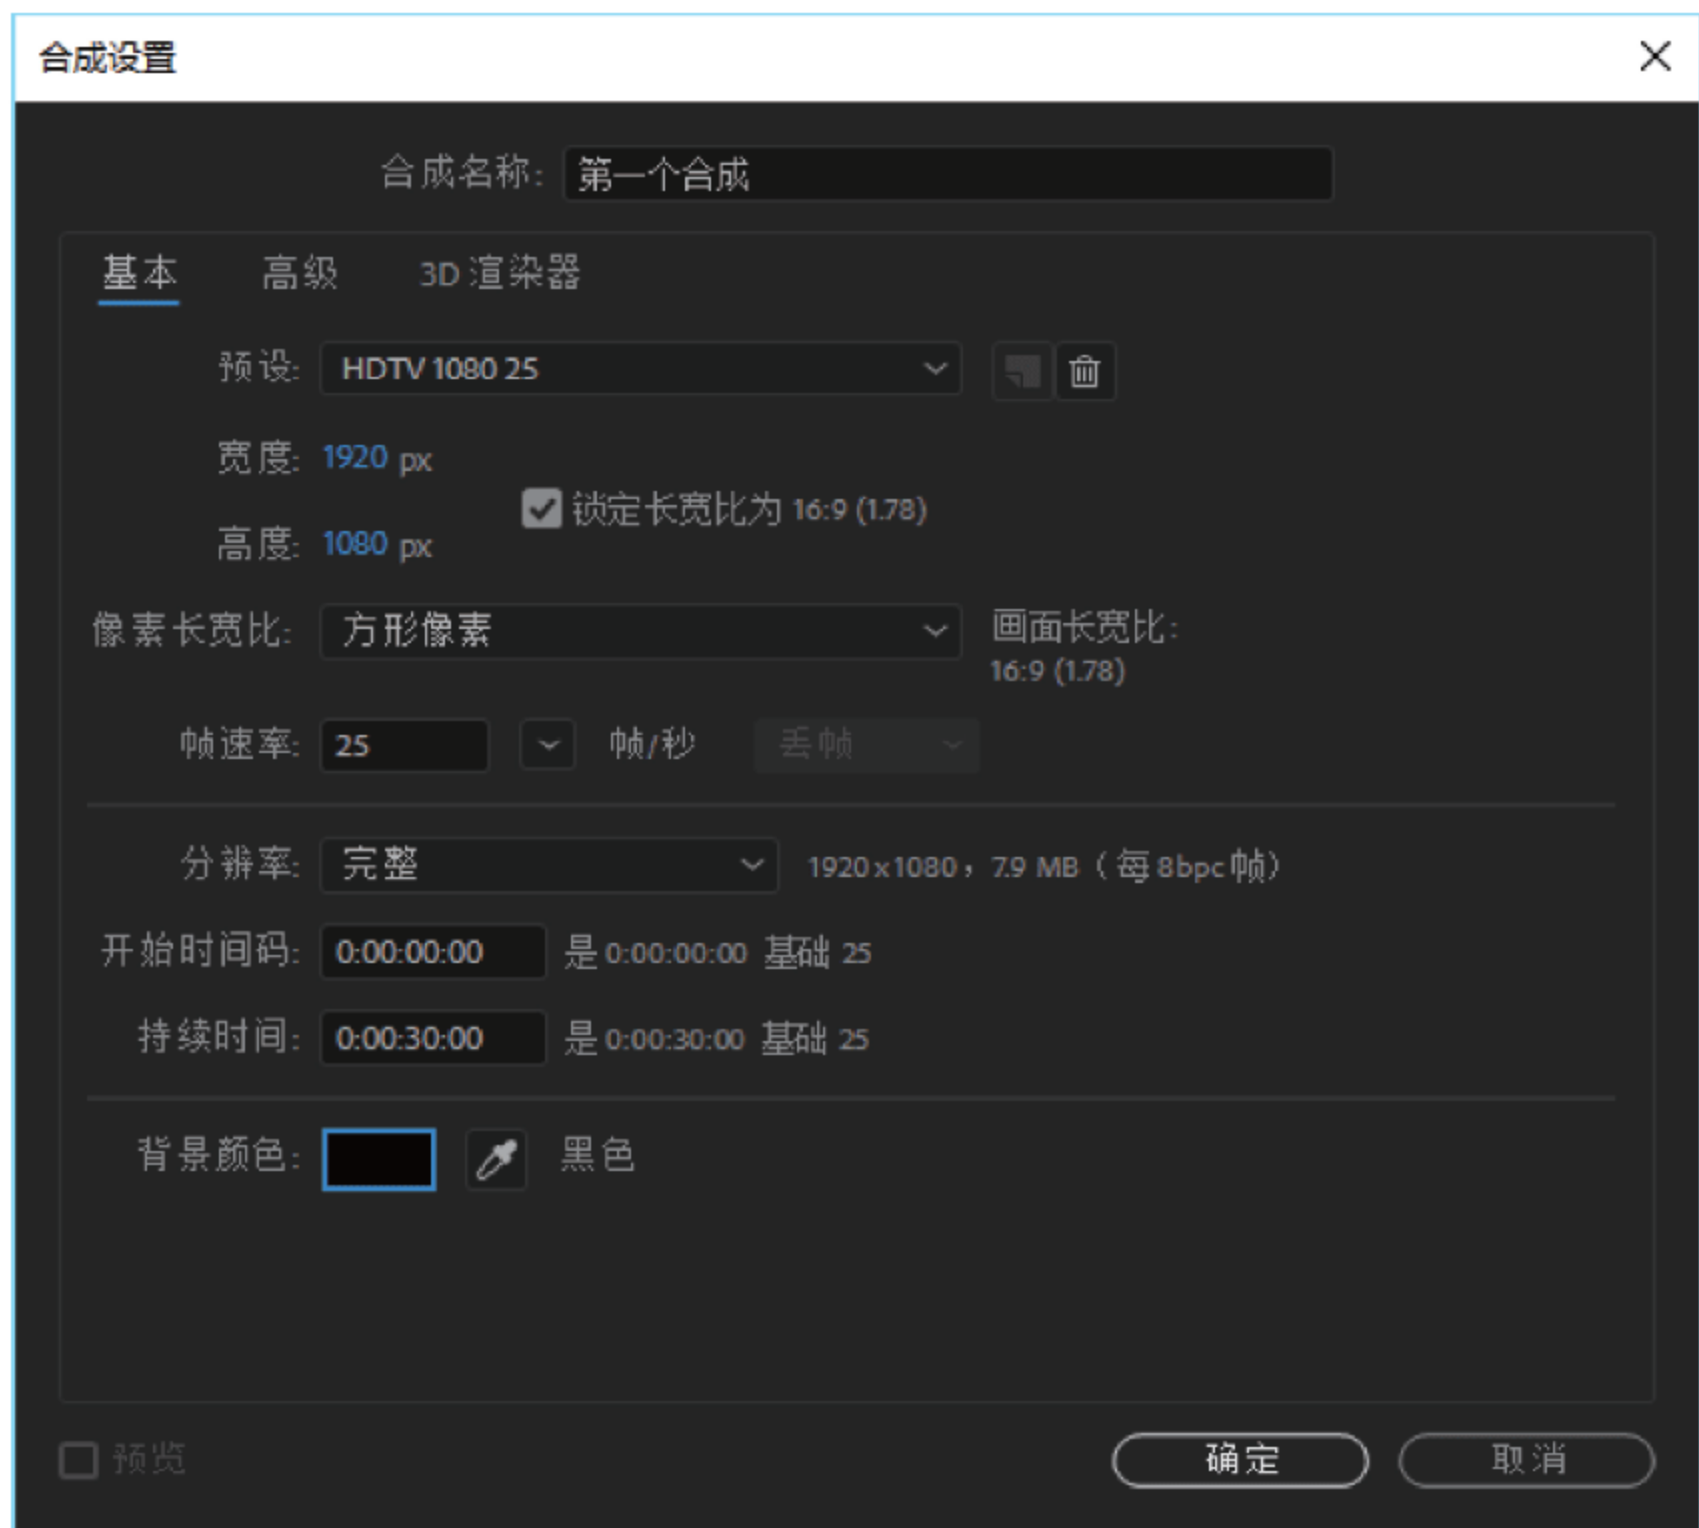 合成设置
合成名称: 第一个合成
基本 高级 3D 渲染器
预设: HDTV 1080 25
宽度: 1920 px
锁定长宽比为 16:9 (1.78)
高度: 1080 px
像素长宽比: 方形像素 画面长宽比:
16:9 (1.78)
帧速率: 25 帧/秒 丢帧
分辨率: 完整 1920x1080，7.9 MB（每 8bpc 帧）
开始时间码: 0:00:00:00 是 0:00:00:00 基础 25
持续时间: 0:00:30:00 是 0:00:30:00 基础 25
背景颜色: 黑色
预览 确定 取消